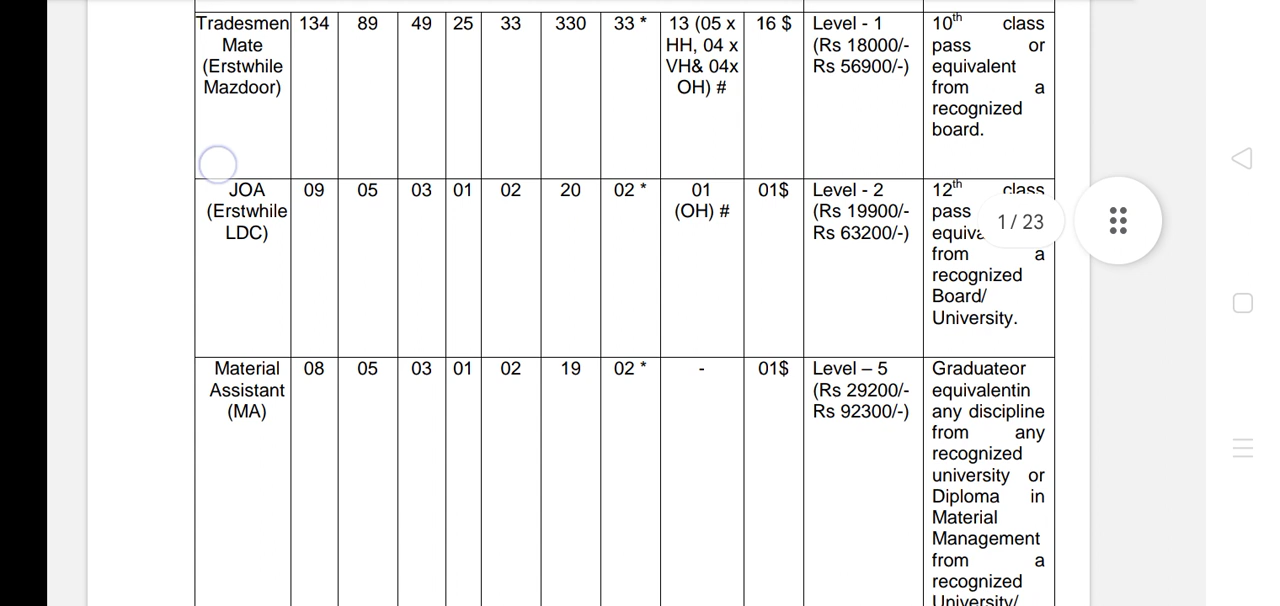 Tradesmen 134 89 49 25 33 330 33 * 13 (05 x 16 $ Level - 1 10th class
Mate HH, 04 x (Rs 18000/- pass or
(Erstwhile VH& 04x Rs 56900/-) equivalent
Mazdoor) OH) # from a
recognized
board.
JOA 09 05 03 01 02 20 02 * 01 01$ Level - 2 12th class
(Erstwhile (OH) # (Rs 19900/- pass
LDC) Rs 63200/-) equiva
1 / 23
from a
recognized
Board/
University.
Material 08 05 03 01 02 19 02 * - 01$ Level – 5 Graduateor
Assistant (Rs 29200/- equivalentin
(MA) Rs 92300/-) any discipline
from any
recognized
university or
Diploma in
Material
Management
from a
recognized
University/